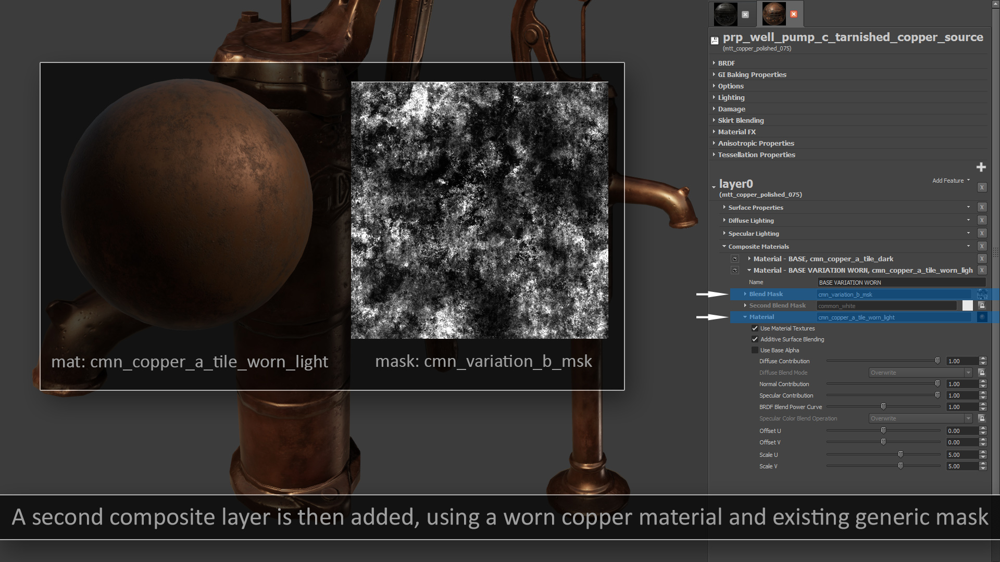 prp_well_pump_c_tarnished_copper_source
(mtt_copper_polished_075)
BRDF
GI Baking Properties
Options
Lighting
Damage
Skirt Blending
Material FX
Anisotropic Properties
Tessellation Properties
layer0
Add Feature
X
(mtt_copper_polished_075)
Surface Properties X
Diffuse Lighting X
Specular Lighting X
Composite Materials X
Material - BASE, cmn_copper_a_tile_dark X
Material - BASE VARIATION WORN, cmn_copper_a_tile_worn_ligh X
Name BASE VARIATION WORN
Blend Mask cmn_variation_b_msk
Second Blend Mask common_white
Material cmn_copper_a_tile_worn_light
Use Material Textures
Additive Surface Blending
Use Base Alpha
Diffuse Contribution 1.00
Diffuse Blend Mode Overwrite
Normal Contribution 1.00
Specular Contribution 1.00
BRDF Blend Power Curve 1.00
Specular Color Blend Operation Overwrite
Offset U 0.00
Offset V 0.00
Scale U 5.00
Scale V 5.00
mat: cmn_copper_a_tile_worn_light
mask: cmn_variation_b_msk
A second composite layer is then added, using a worn copper material and existing generic mask